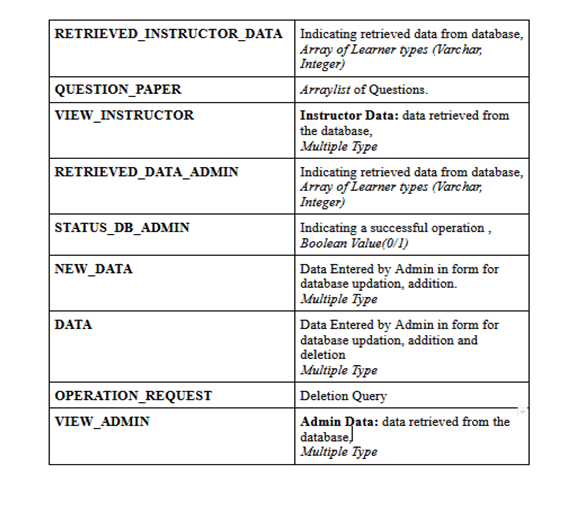 RETRIEVED_INSTRUCTOR_DATA
Indicating retrieved data from database,
Array of Learner types (Varchar,
Integer)
QUESTION_PAPER
Arraylist of Questions.
VIEW_INSTRUCTOR
Instructor Data: data retrieved from
the database,
Multiple Type
RETRIEVED_DATA_ADMIN
Indicating retrieved data from database,
Array of Learner types (Varchar,
Integer)
STATUS_DB_ADMIN
Indicating a successful operation ,
Boolean Value(0/1)
NEW_DATA
Data Entered by Admin in form for
database updation, addition.
Multiple Type
DATA
Data Entered by Admin in form for
database updation, addition and
deletion
Multiple Type
OPERATION_REQUEST
Deletion Query
VIEW_ADMIN
Admin Data: data retrieved from the
database,
Multiple Type